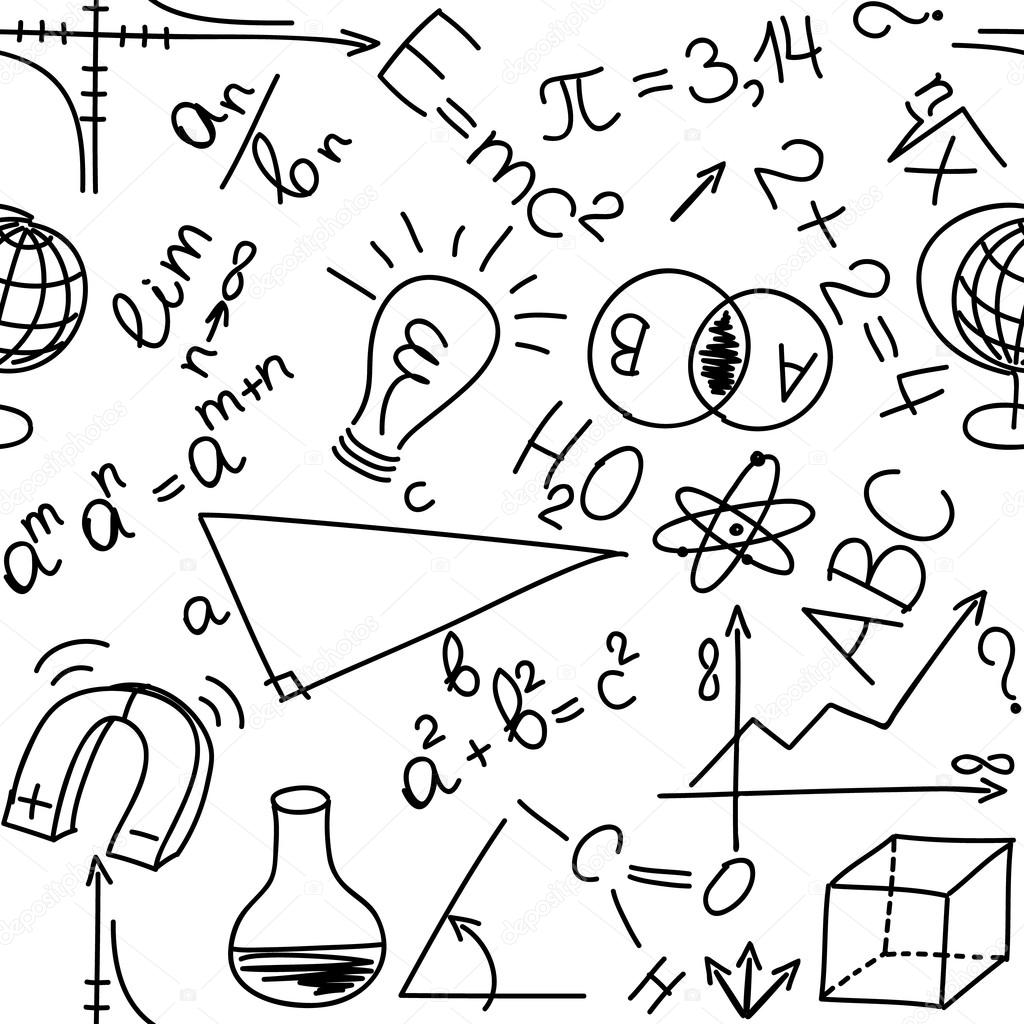 E=mc²
π=3,14
?
aₙ/bₙ
ⁿ√x
2+2=4
lim
n→∞
B A
aᵐaⁿ=aᵐ⁺ⁿ
H₂O
c
ABC
a
b
a²+b²=c²
∞
?
∞
+
−
C=O
H